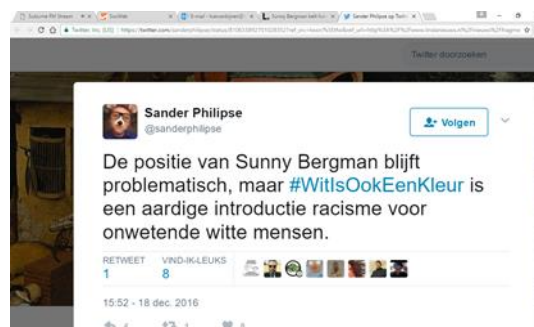 Twitter doorzoeken
Sander Philipse
@sanderphilipse
Volgen
De positie van Sunny Bergman blijft
problematisch, maar #WitIsOokEenKleur is
een aardige introductie racisme voor
onwetende witte mensen.
RETWEET VIND-IK-LEUKS
1 8
15:52 - 18 dec. 2016